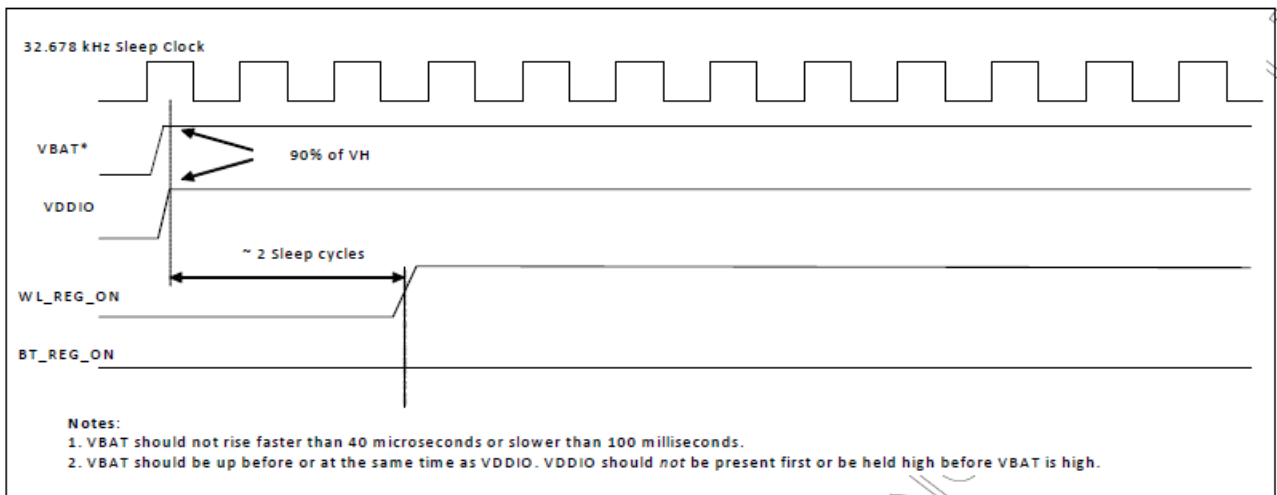 32.678 kHz Sleep Clock
VBAT*
90% of VH
VDDIO
~ 2 Sleep cycles
WL_REG_ON
BT_REG_ON
Notes:
1. VBAT should not rise faster than 40 microseconds or slower than 100 milliseconds.
2. VBAT should be up before or at the same time as VDDIO. VDDIO should not be present first or be held high before VBAT is high.